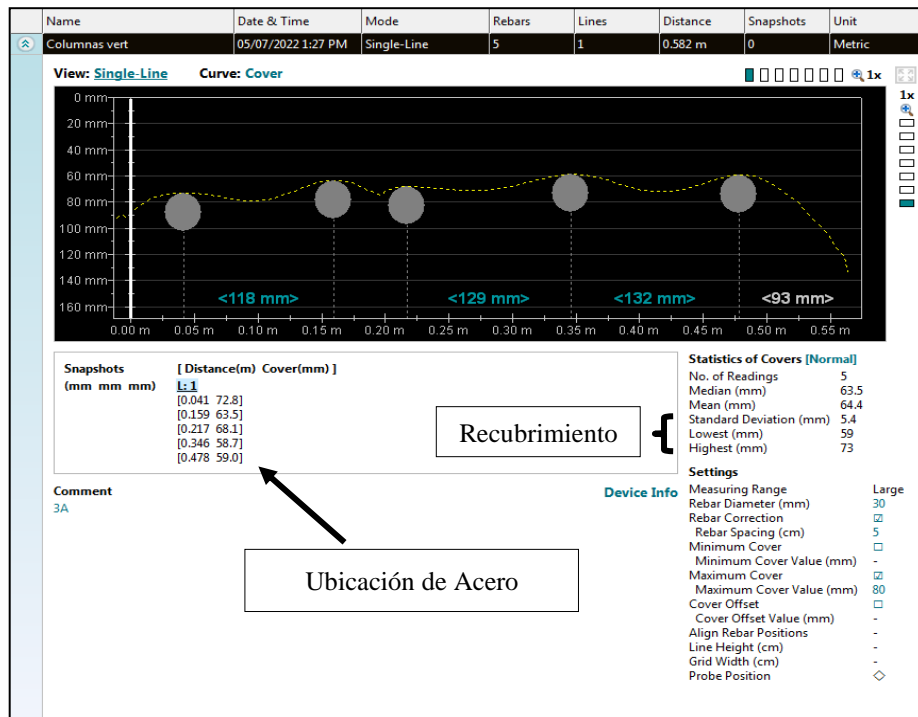 Name Date & Time Mode Rebars Lines Distance Snapshots Unit
Columnas vert 05/07/2022 1:27 PM Single-Line 5 1 0.582 m 0 Metric
View: Single-Line Curve: Cover 1x
1x
0 mm
20 mm
40 mm
60 mm
80 mm
100 mm
120 mm
140 mm
160 mm
<118 mm> <129 mm> <132 mm> <93 mm>
0.00 m 0.05 m 0.10 m 0.15 m 0.20 m 0.25 m 0.30 m 0.35 m 0.40 m 0.45 m 0.50 m 0.55 m
Snapshots [ Distance(m) Cover(mm) ]
(mm mm mm) L: 1
[0.041 72.8]
[0.159 63.5]
[0.217 68.1]
[0.346 58.7]
[0.478 59.0]
Recubrimiento
Statistics of Covers [Normal]
No. of Readings 5
Median (mm) 63.5
Mean (mm) 64.4
Standard Deviation (mm) 5.4
Lowest (mm) 59
Highest (mm) 73
Comment
3A
Device Info
Ubicación de Acero
Settings
Measuring Range Large
Rebar Diameter (mm) 30
Rebar Correction ☑
Rebar Spacing (cm) 5
Minimum Cover ☐
Minimum Cover Value (mm) -
Maximum Cover ☑
Maximum Cover Value (mm) 80
Cover Offset ☐
Cover Offset Value (mm) -
Align Rebar Positions -
Line Height (cm) -
Grid Width (cm) -
Probe Position ◇